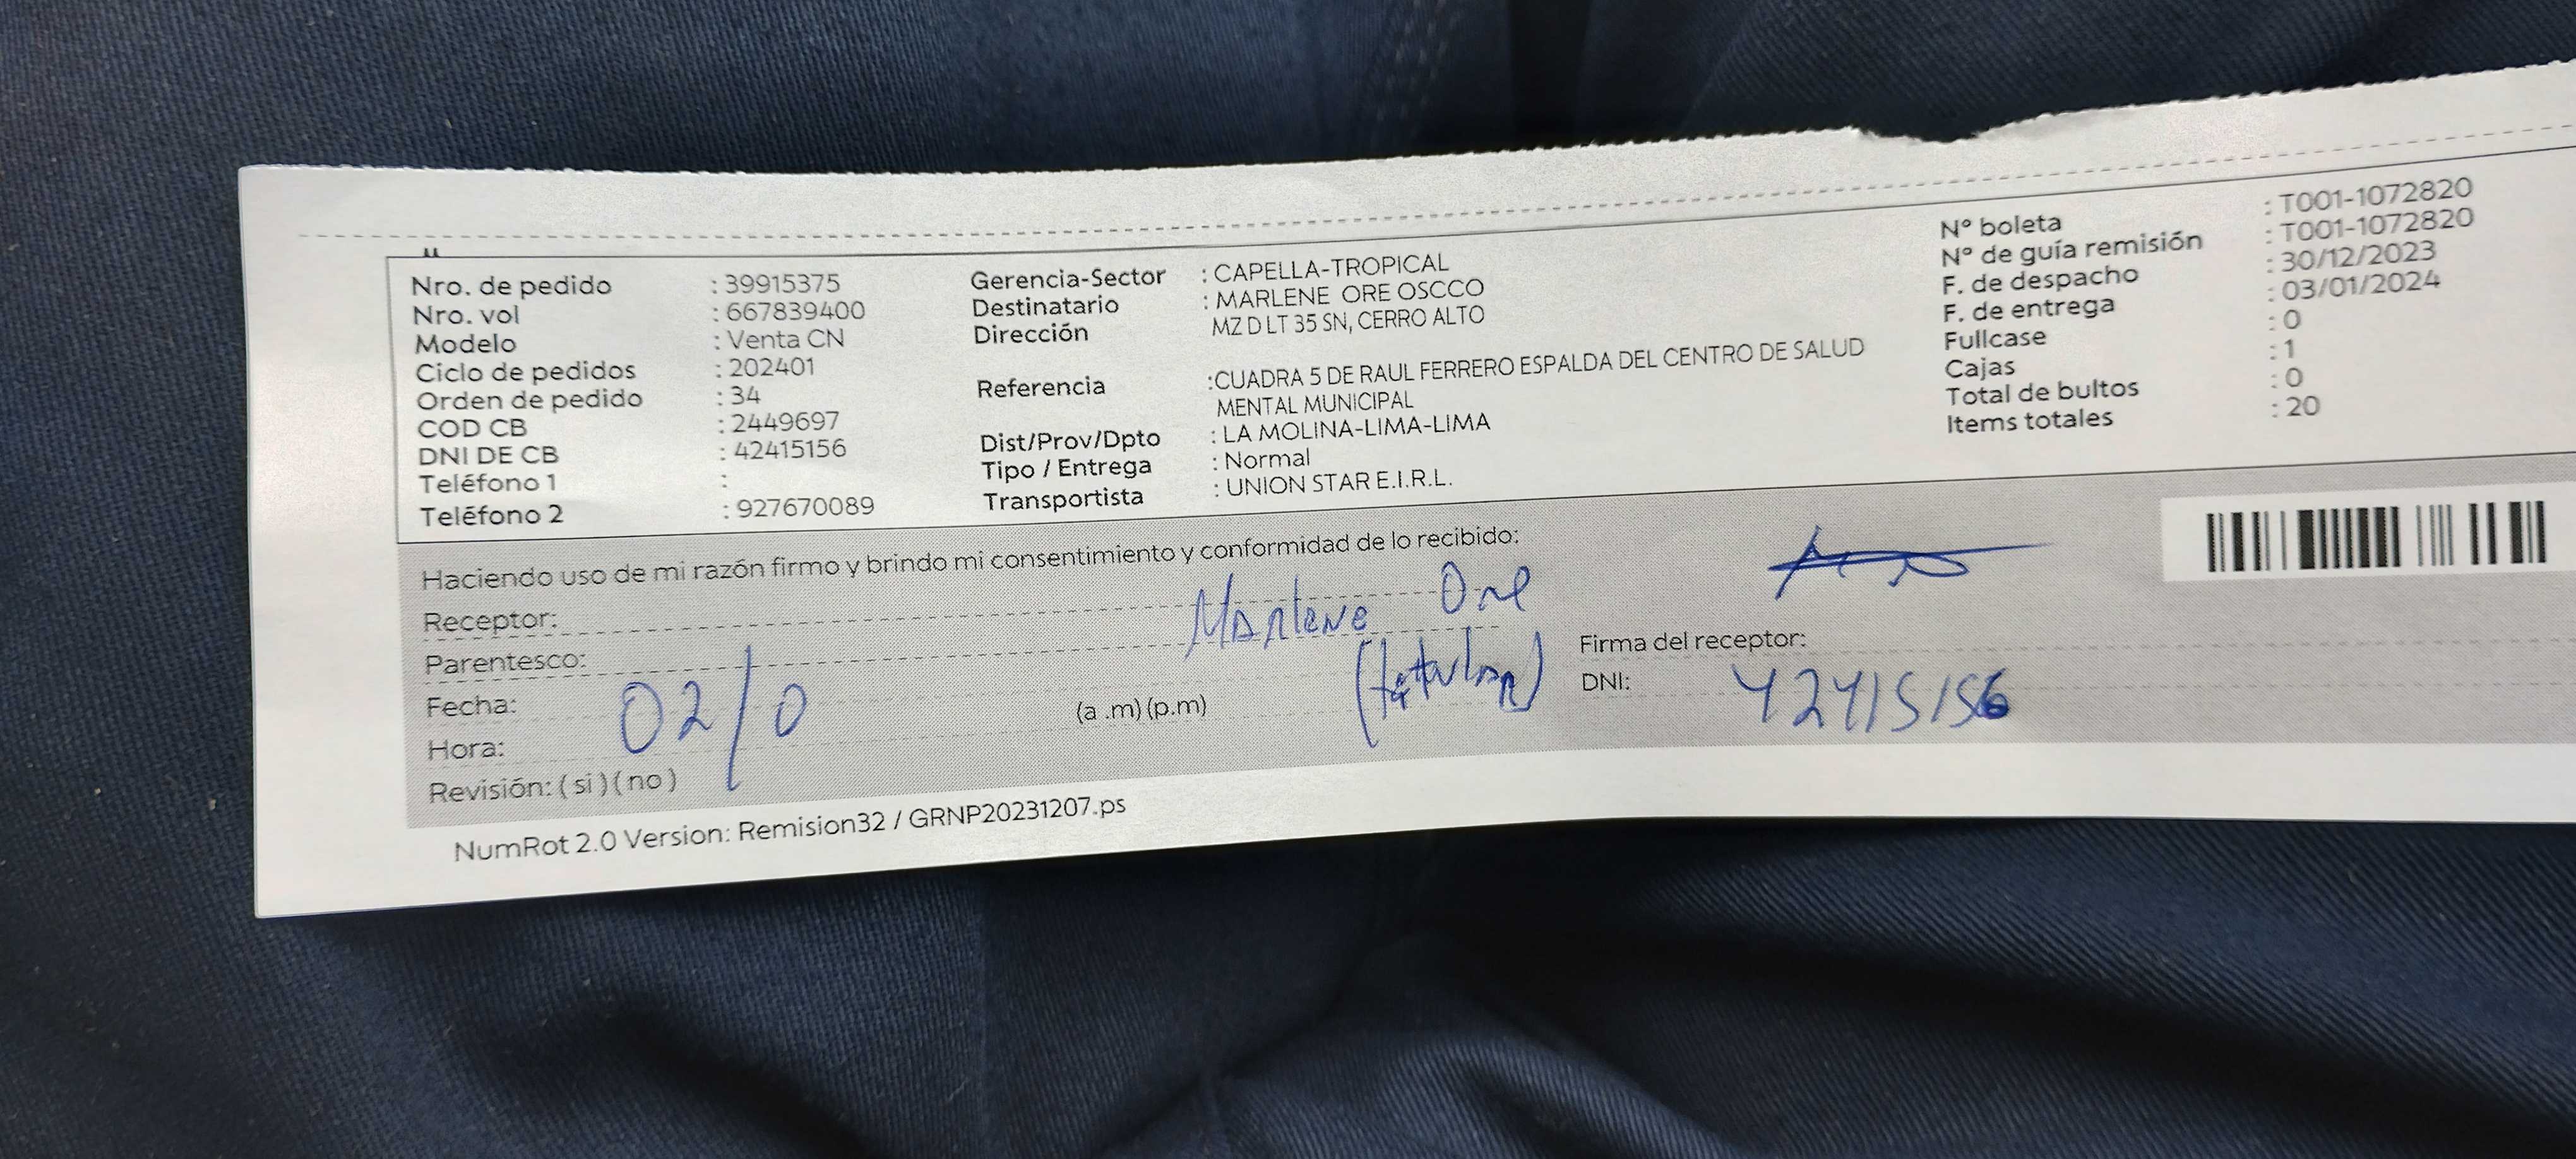 Nro. de pedido : 39915375
Nro. vol : 667839400
Modelo : Venta CN
Ciclo de pedidos : 202401
Orden de pedido : 34
COD CB : 2449697
DNI DE CB : 42415156
Teléfono 1 :
Teléfono 2 : 927670089
Gerencia-Sector : CAPELLA-TROPICAL
Destinatario : MARLENE ORE OSCCO
Dirección MZ D LT 35 SN, CERRO ALTO
Referencia :CUADRA 5 DE RAUL FERRERO ESPALDA DEL CENTRO DE SALUD
MENTAL MUNICIPAL
Dist/Prov/Dpto : LA MOLINA-LIMA-LIMA
Tipo / Entrega : Normal
Transportista : UNION STAR E.I.R.L.
Nº boleta : T001-1072820
Nº de guía remisión : T001-1072820
F. de despacho : 30/12/2023
F. de entrega : 03/01/2024
Fullcase : 0
Cajas : 1
Total de bultos : 0
Items totales : 20
Haciendo uso de mi razón firmo y brindo mi consentimiento y conformidad de lo recibido:
Receptor: Marlene Ore
Parentesco: (titular)
Fecha: 02/0
Hora: (a .m) (p.m)
Revisión: ( si ) ( no )
Firma del receptor:
DNI: 42415156
NumRot 2.0 Version: Remision32 / GRNP20231207.ps